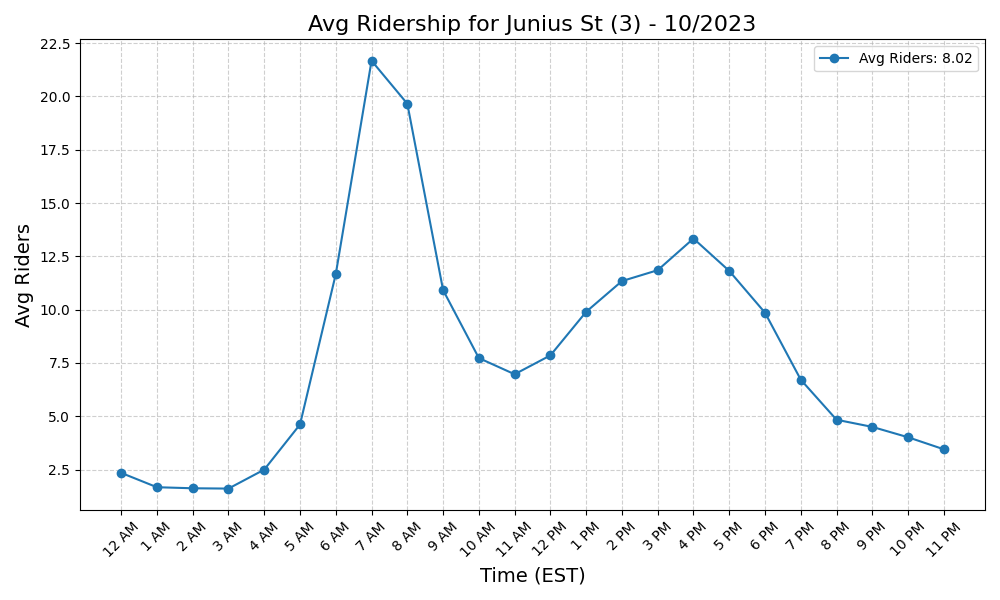 Avg Ridership for Junius St (3) - 10/2023
Avg Riders: 8.02
Avg Riders
22.5
20.0
17.5
15.0
12.5
10.0
7.5
5.0
2.5
12 AM
1 AM
2 AM
3 AM
4 AM
5 AM
6 AM
7 AM
8 AM
9 AM
10 AM
11 AM
12 PM
1 PM
2 PM
3 PM
4 PM
5 PM
6 PM
7 PM
8 PM
9 PM
10 PM
11 PM
Time (EST)